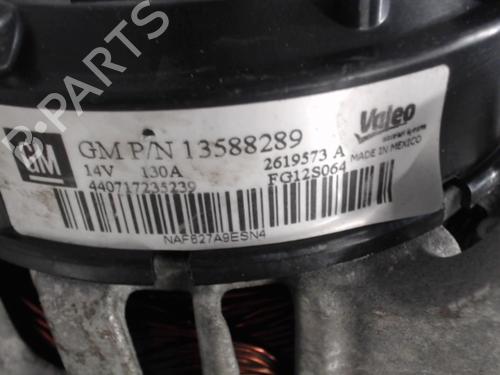 GM
GM P/N 13588289
14V 130A
440717235239
NAF627A9ESN4
2619573 A
FG12S064
Valeo
MADE IN MEXICO
B-PARTS